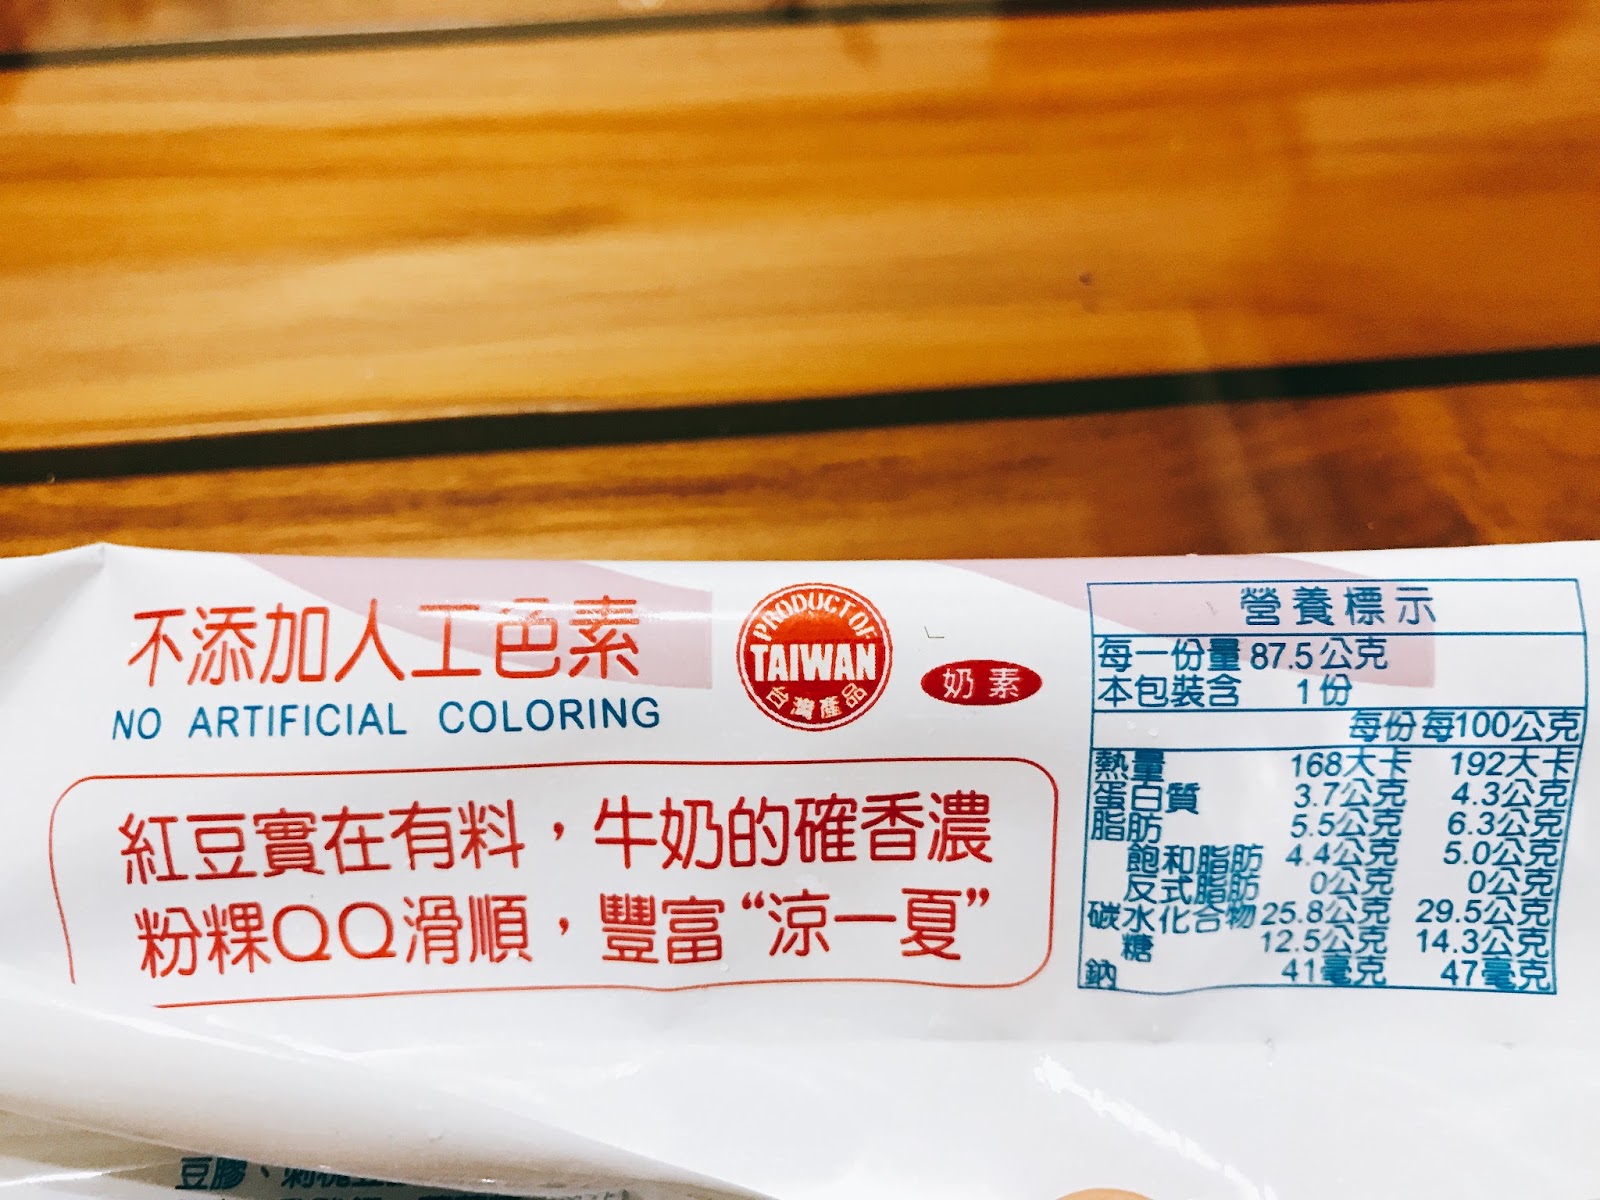 不添加人工色素
NO ARTIFICIAL COLORING
PRODUCT OF
TAIWAN
台灣產品
奶素
紅豆實在有料，牛奶的確香濃
粉粿QQ滑順，豐富“涼一夏”
營養標示
每一份量 87.5公克
本包裝含 1份
每份 每100公克
熱量 168大卡 192大卡
蛋白質 3.7公克 4.3公克
脂肪 5.5公克 6.3公克
飽和脂肪 4.4公克 5.0公克
反式脂肪 0公克 0公克
碳水化合物 25.8公克 29.5公克
糖 12.5公克 14.3公克
鈉 41毫克 47毫克
豆膠、刺槐豆